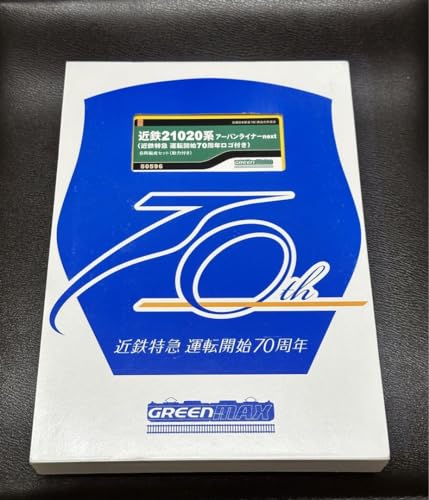 近鉄21020系 アーバンライナーnext
(近鉄特急 運転開始70周年ロゴ付き)
6両編成セット(動力付き)
50596
GREENMAX
70th
近鉄特急 運転開始70周年
GREENMAX